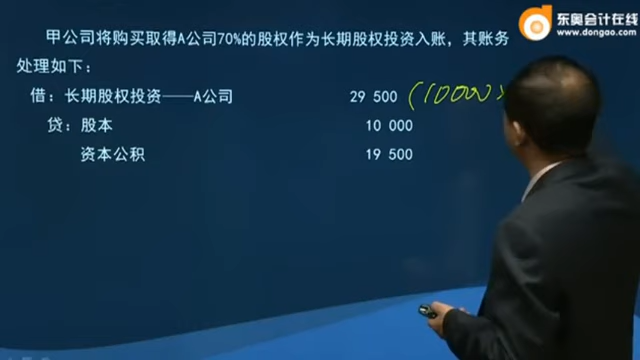 东奥会计在线
www.dongao.com
甲公司将购买取得A公司70%的股权作为长期股权投资入账，其账务
处理如下：
借：长期股权投资——A公司 29 500 (10000×
贷：股本 10 000
资本公积 19 500